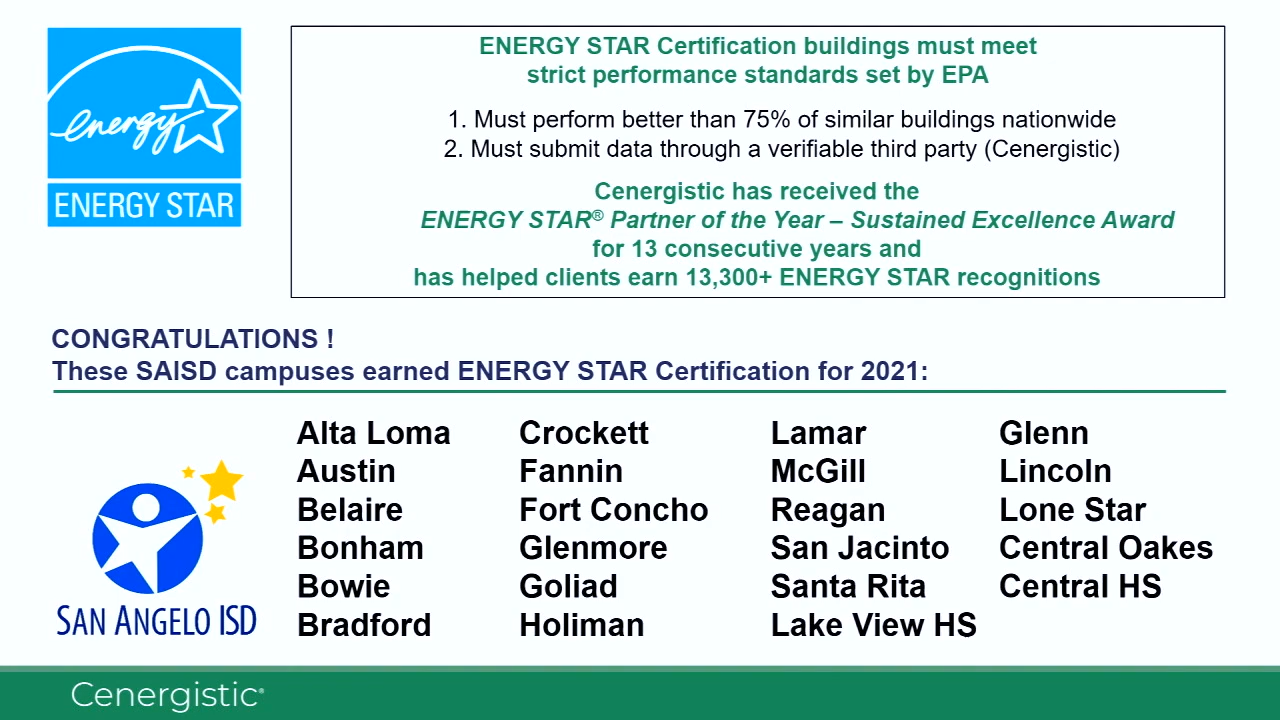 energy
ENERGY STAR
ENERGY STAR Certification buildings must meet
strict performance standards set by EPA
1. Must perform better than 75% of similar buildings nationwide
2. Must submit data through a verifiable third party (Cenergistic)
Cenergistic has received the
ENERGY STAR® Partner of the Year – Sustained Excellence Award
for 13 consecutive years and
has helped clients earn 13,300+ ENERGY STAR recognitions
CONGRATULATIONS !
These SAISD campuses earned ENERGY STAR Certification for 2021:
Alta Loma
Austin
Belaire
Bonham
Bowie
Bradford
Crockett
Fannin
Fort Concho
Glenmore
Goliad
Holiman
Lamar
McGill
Reagan
San Jacinto
Santa Rita
Lake View HS
Glenn
Lincoln
Lone Star
Central Oakes
Central HS
SAN ANGELO ISD
Cenergistic®